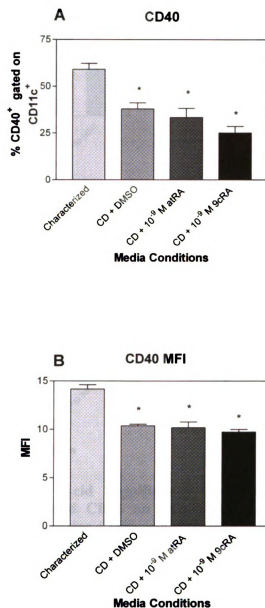 A
CD40
75
50
25
0
% CD40⁺ gated on
CD11c⁺
*
*
*
Characterized
CD + DMSO
CD + 10⁻⁹ M atRA
CD + 10⁻⁹ M 9cRA
Media Conditions
B
CD40 MFI
15
10
5
0
MFI
*
*
*
Characterized
CD + DMSO
CD + 10⁻⁹ M atRA
CD + 10⁻⁹ M 9cRA
Media Conditions